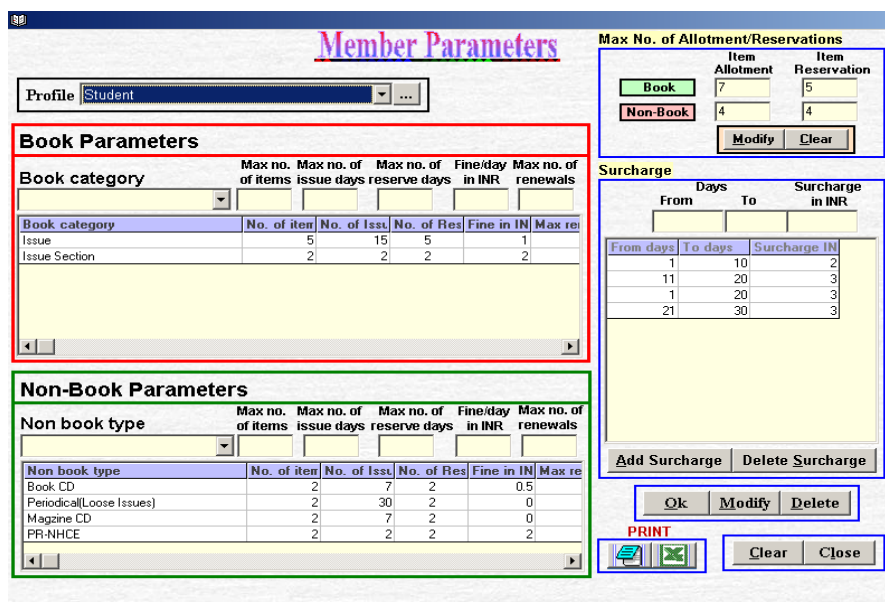 Member Parameters
Profile Student ...
Book Parameters
Book category
Max no. of items
Max no. of issue days
Max no. of reserve days
Fine/day in INR
Max no. of renewals
Book category No. of item No. of Issu No. of Res Fine in IN Max re
Issue 5 15 5 1
Issue Section 2 2 2 2
Non-Book Parameters
Non book type
Max no. of items
Max no. of issue days
Max no. of reserve days
Fine/day in INR
Max no. of renewals
Non book type No. of item No. of Issu No. of Res Fine in IN Max re
Book CD 2 7 2 0.5
Periodical(Loose Issues) 2 30 2 0
Magzine CD 2 7 2 0
PR-NHCE 2 2 2 2
Max No. of Allotment/Reservations
Item Allotment
Item Reservation
Book 7 5
Non-Book 4 4
Modify Clear
Surcharge
Days
From To
Surcharge in INR
From days To days Surcharge IN
1 10 2
11 20 3
1 20 3
21 30 3
Add Surcharge Delete Surcharge
Ok Modify Delete
PRINT
Clear Close